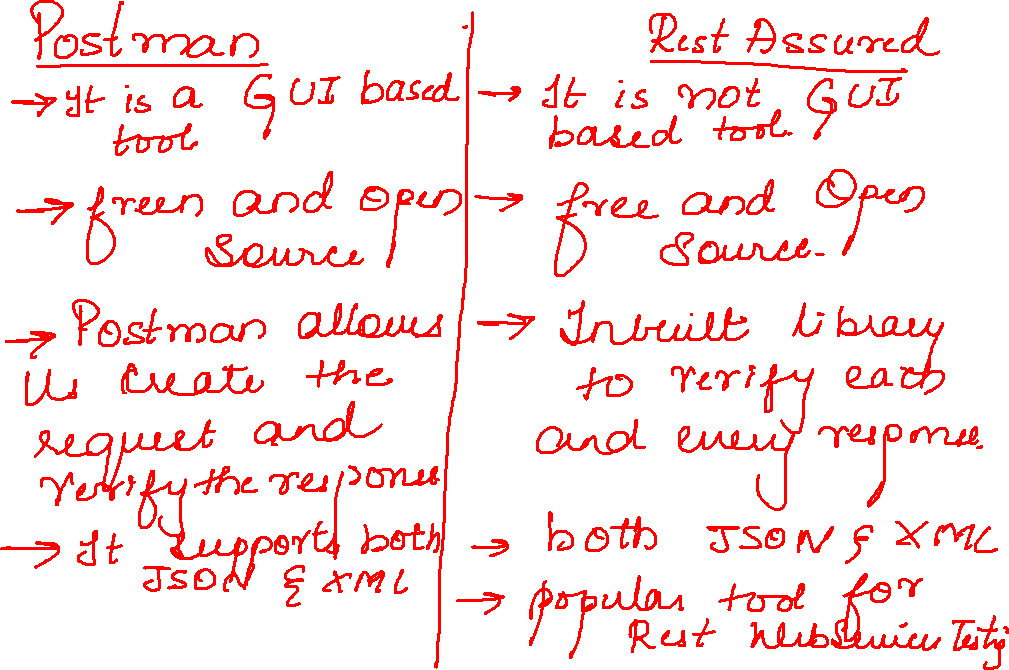 Postman
→ It is a GUI based
tool
→ freen and open
source
→ Postman allows
us create the
request and
verify the response
→ It supports both
JSON & XML
Rest Assured
→ It is not GUI
based tool.
→ free and Open
source.
→ Inbuilt library
to verify each
and every response.
→ both JSON & XML
→ popular tool for
Rest WebServices Testing